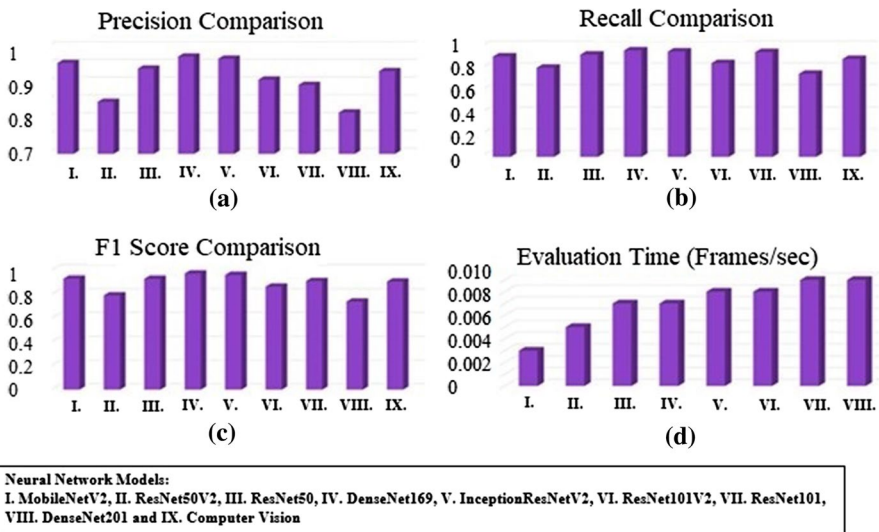 Precision Comparison
1
0.9
0.8
0.7
I. II. III. IV. V. VI. VII. VIII. IX.
(a)
Recall Comparison
1
0.8
0.6
0.4
0.2
0
I. II. III. IV. V. VI. VII. VIII. IX.
(b)
F1 Score Comparison
1
0.8
0.6
0.4
0.2
0
I. II. III. IV. V. VI. VII. VIII. IX.
(c)
Evaluation Time (Frames/sec)
0.010
0.008
0.006
0.004
0.002
0
I. II. III. IV. V. VI. VII. VIII.
(d)
Neural Network Models:
I. MobileNetV2, II. ResNet50V2, III. ResNet50, IV. DenseNet169, V. InceptionResNetV2, VI. ResNet101V2, VII. ResNet101,
VIII. DenseNet201 and IX. Computer Vision